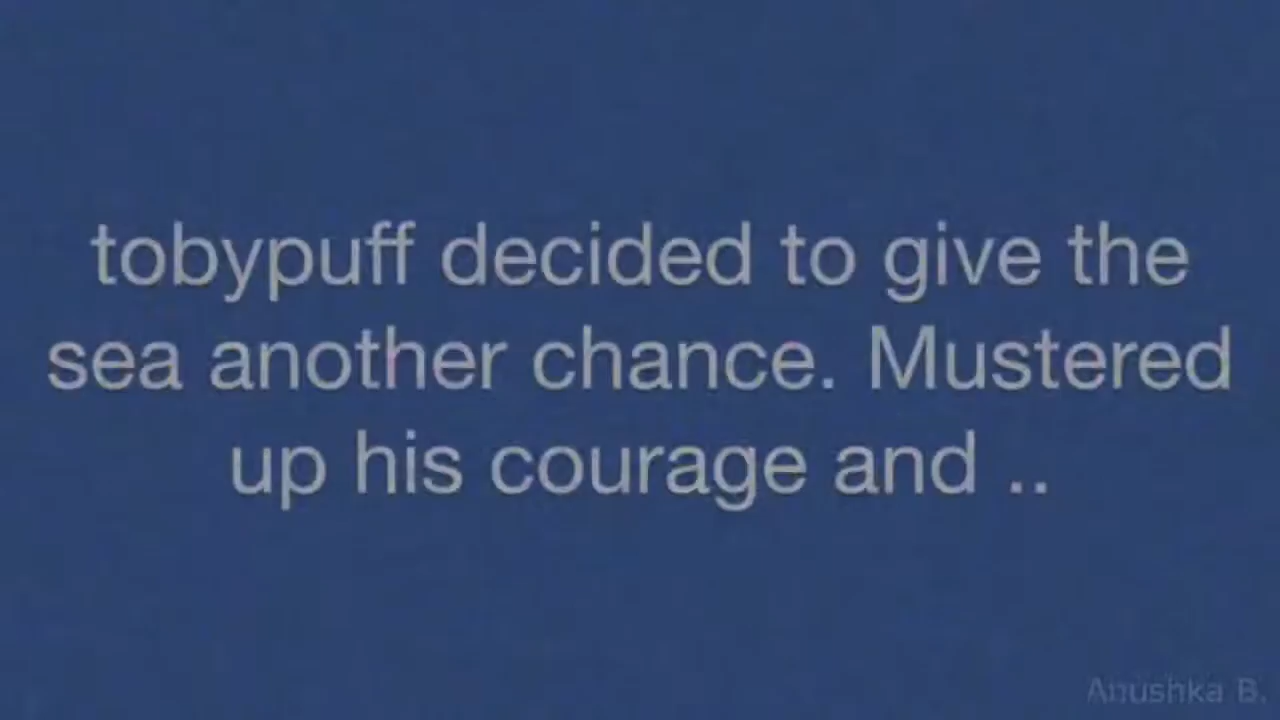 tobypuff decided to give the
sea another chance. Mustered
up his courage and ..
Anushka B.